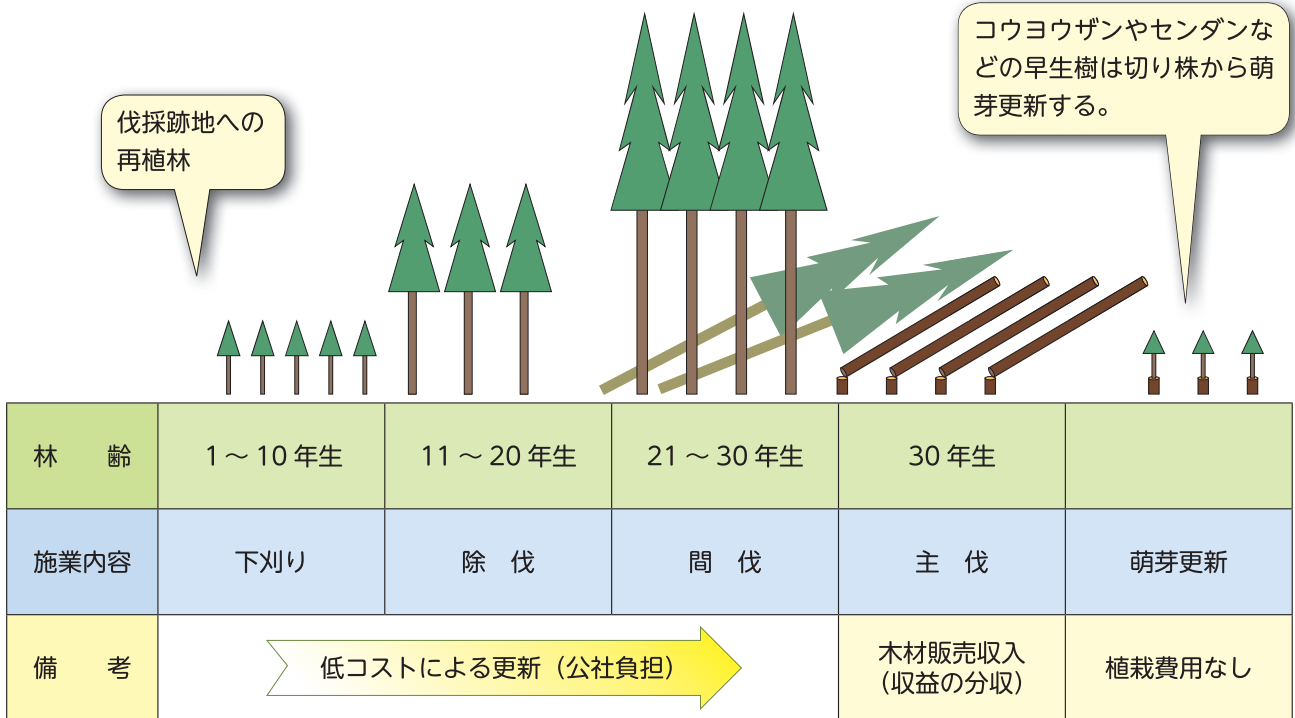 伐採跡地への
再植林
コウヨウザンやセンダンな
どの早生樹は切り株から萌
芽更新する。
林　齢 1～10年生 11～20年生 21～30年生 30年生
施業内容 下刈り 除　伐 間　伐 主　伐 萌芽更新
備　考 低コストによる更新（公社負担） 木材販売収入
（収益の分収） 植栽費用なし